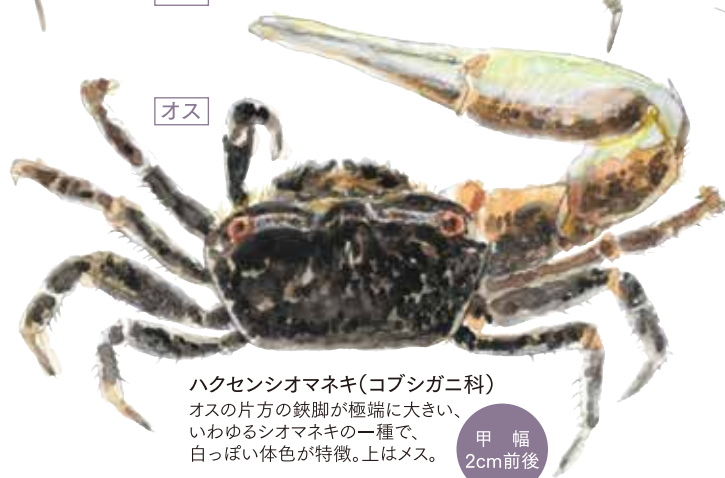 オス
ハクセンシオマネキ(コブシガニ科)
オスの片方の鋏脚が極端に大きい、
いわゆるシオマネキの一種で、
白っぽい体色が特徴。上はメス。
甲 幅
2cm前後